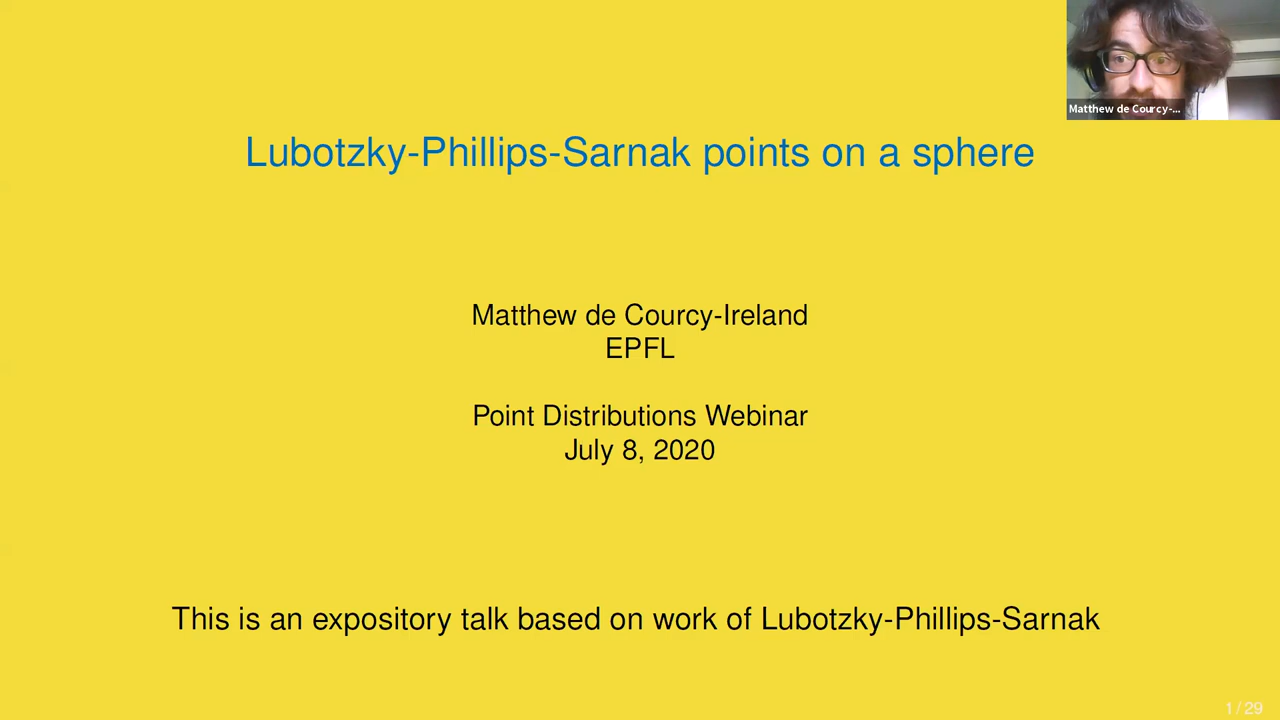 Matthew de Courcy-...
Lubotzky-Phillips-Sarnak points on a sphere
Matthew de Courcy-Ireland
EPFL
Point Distributions Webinar
July 8, 2020
This is an expository talk based on work of Lubotzky-Phillips-Sarnak
1 / 29